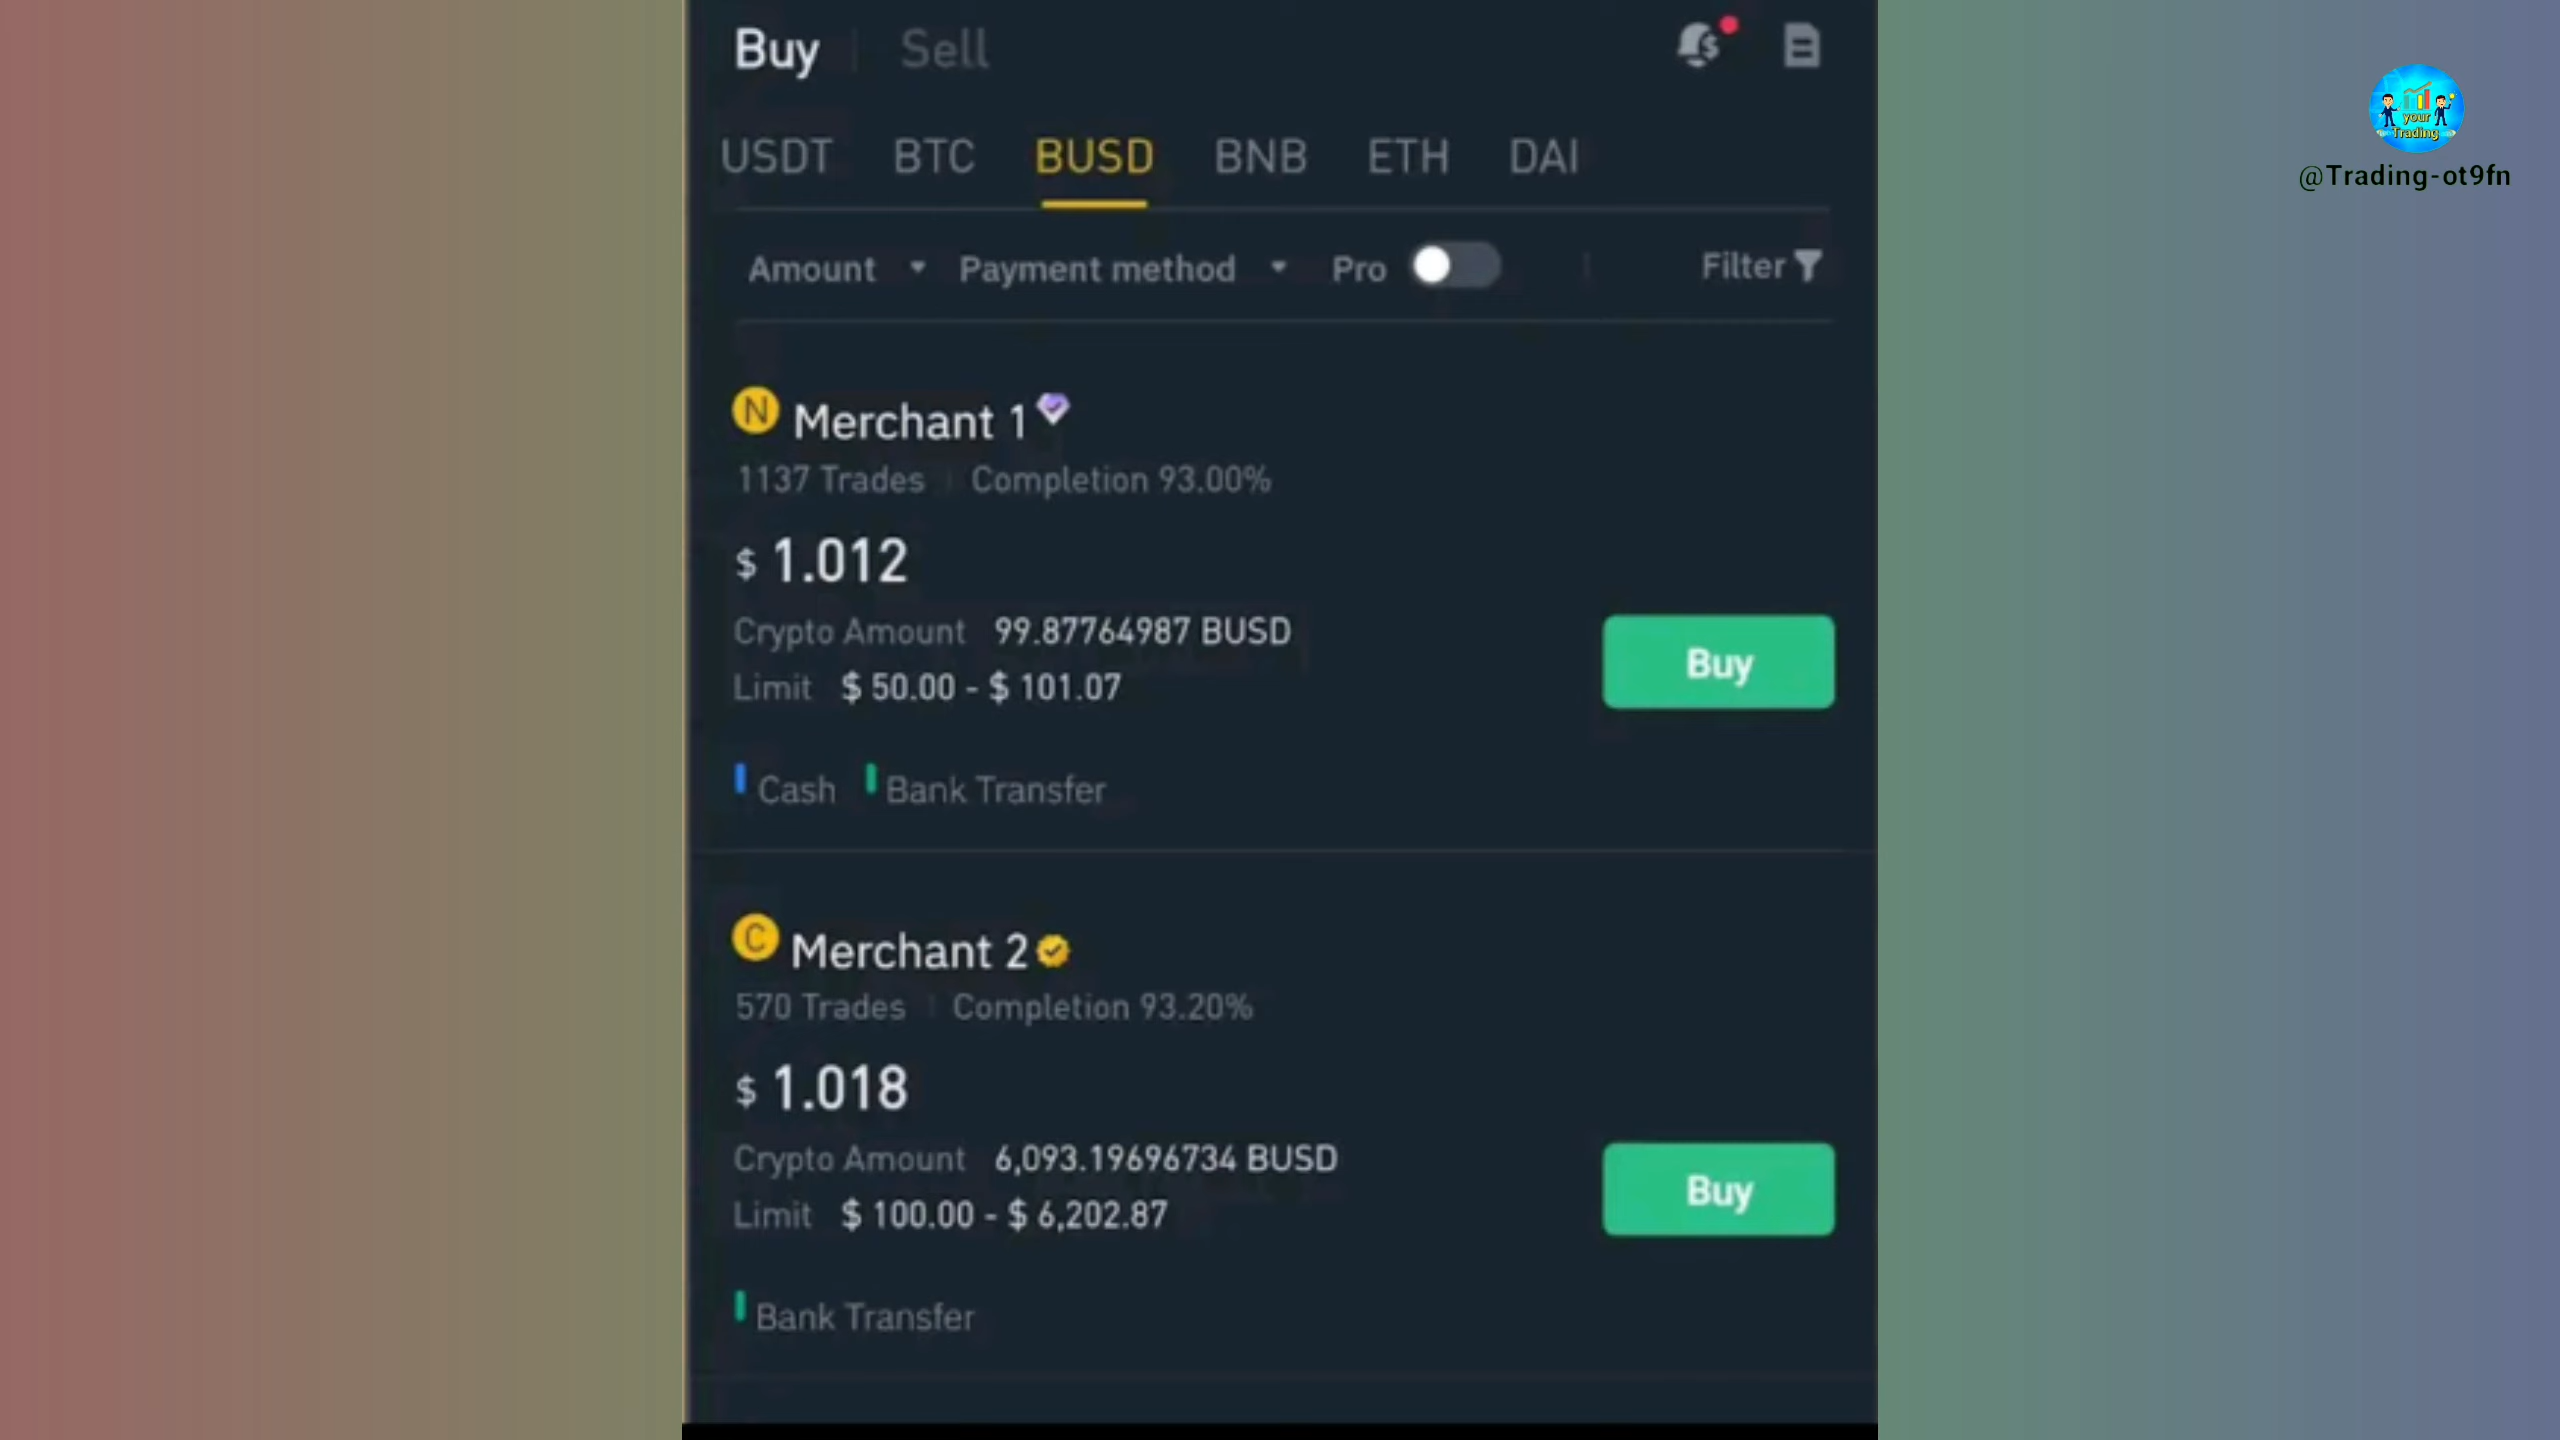 Buy Sell
USDT BTC BUSD BNB ETH DAI
your
Trading
@Trading-ot9fn
Amount Payment method Pro Filter
N Merchant 1
1137 Trades Completion 93.00%
$ 1.012
Crypto Amount 99.87764987 BUSD
Limit $ 50.00 - $ 101.07
Buy
Cash Bank Transfer
C Merchant 2
570 Trades Completion 93.20%
$ 1.018
Crypto Amount 6,093.19696734 BUSD
Limit $ 100.00 - $ 6,202.87
Buy
Bank Transfer